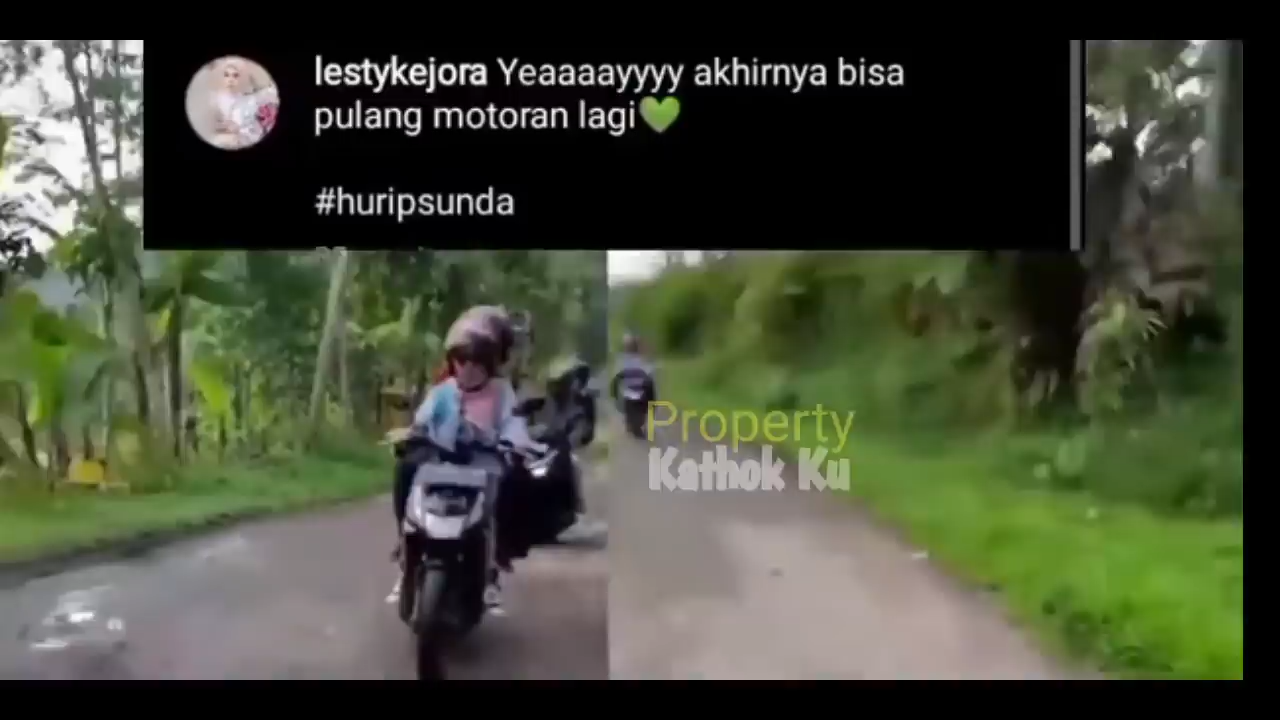 lestykejora Yeaaaayyyy akhirnya bisa
pulang motoran lagi💚
#huripsunda
Property
Kathok Ku